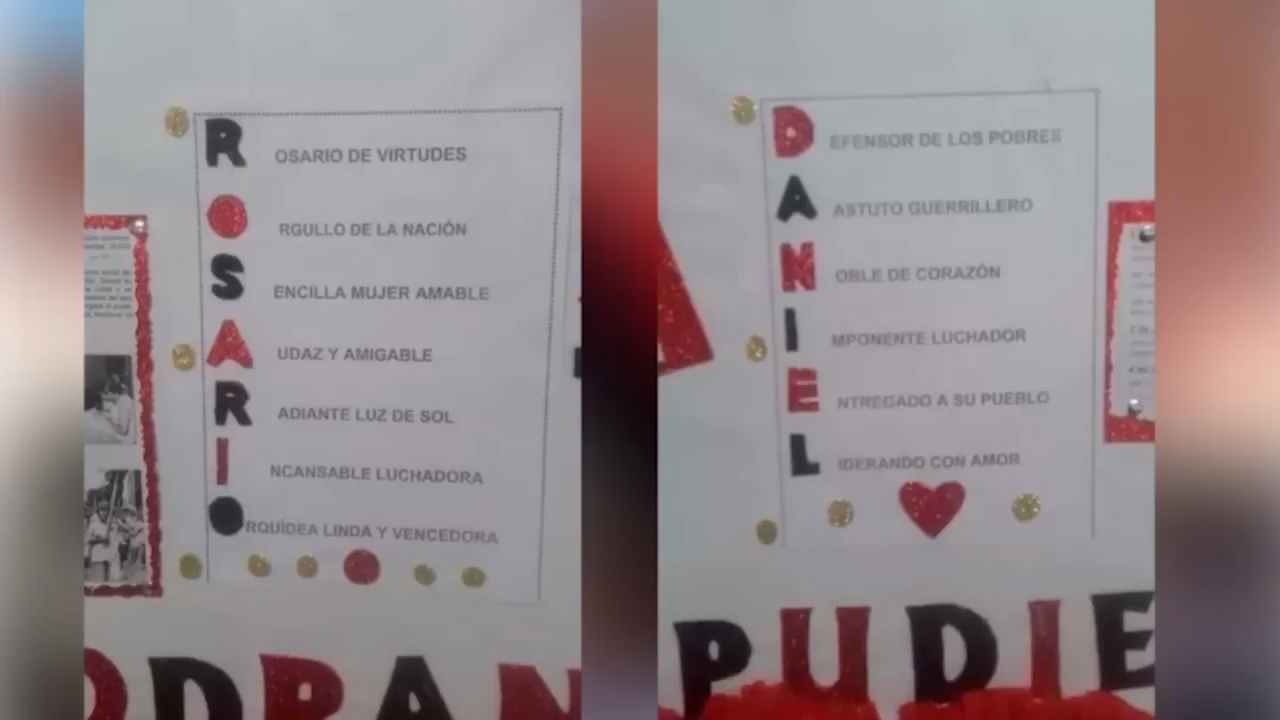 ROSARIO DE VIRTUDES
ORGULLO DE LA NACIÓN
SENCILLA MUJER AMABLE
AUDAZ Y AMIGABLE
RADIANTE LUZ DE SOL
INCANSABLE LUCHADORA
ORQUÍDEA LINDA Y VENCEDORA
ODRAN
DEFENSOR DE LOS POBRES
A ASTUTO GUERRILLERO
NOBLE DE CORAZÓN
IMPONENTE LUCHADOR
ENTREGADO A SU PUEBLO
LIDERANDO CON AMOR
PUDIE